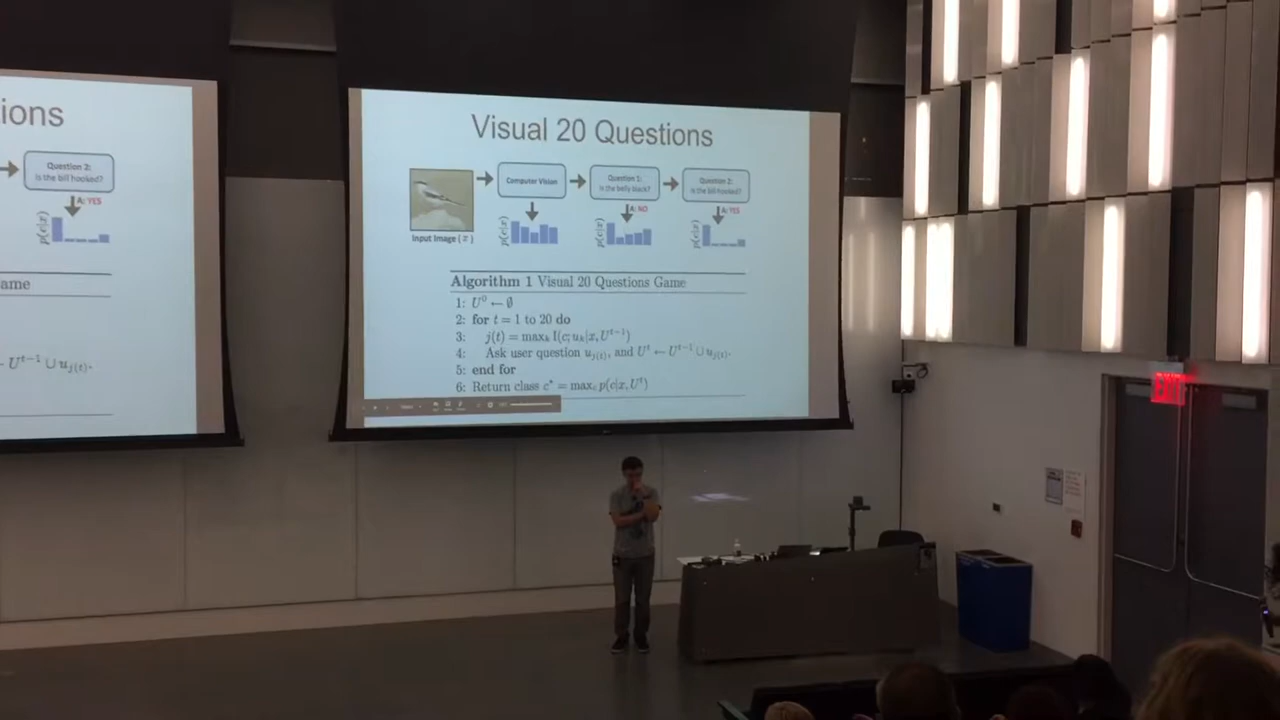 ions
Question 2:
Is the bill hooked?
A: YES
p(c|x)
ame
U^{t−1} ∪ u_{j(t)}.
Visual 20 Questions
Input Image (x)
Computer Vision
p(c|x)
Question 1:
Is the belly black?
A: NO
p(c|x)
Question 2:
Is the bill hooked?
A: YES
p(c|x)
Algorithm 1 Visual 20 Questions Game
1: U^0 ← ∅
2: for t = 1 to 20 do
3: j(t) = max_k I(c; u_k|x, U^{t−1})
4: Ask user question u_{j(t)}, and U^t ← U^{t−1} ∪ u_{j(t)}.
5: end for
6: Return class c* = max_c p(c|x, U^t)
EXIT